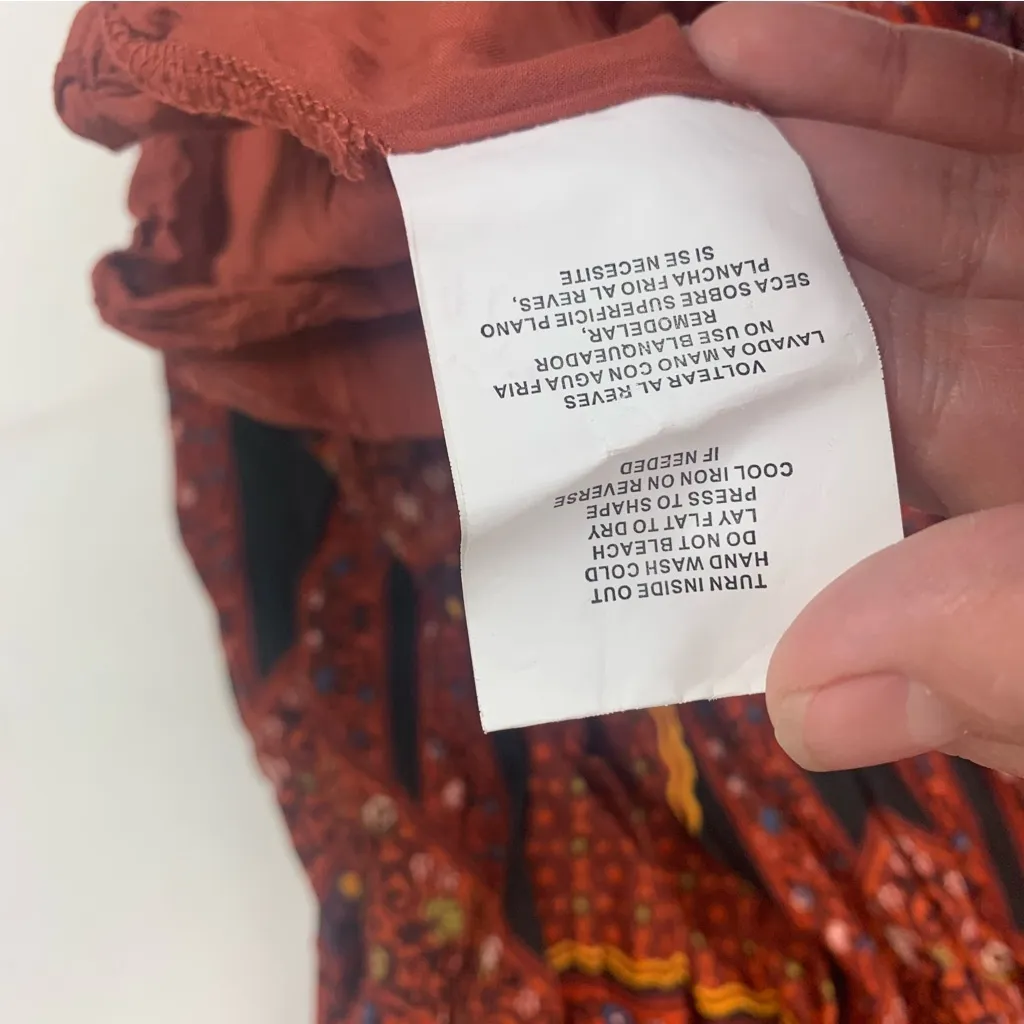 TURN INSIDE OUT
HAND WASH COLD
DO NOT BLEACH
LAY FLAT TO DRY
PRESS TO SHAPE
COOL IRON ON REVERSE
IF NEEDED
VOLTEAR AL REVES
LAVADO A MANO CON AGUA FRIA
NO USE BLANQUEADOR
REMODELAR,
SECA SOBRE SUPERFICIE PLANO
PLANCHA FRIO AL REVES,
SI SE NECESITE